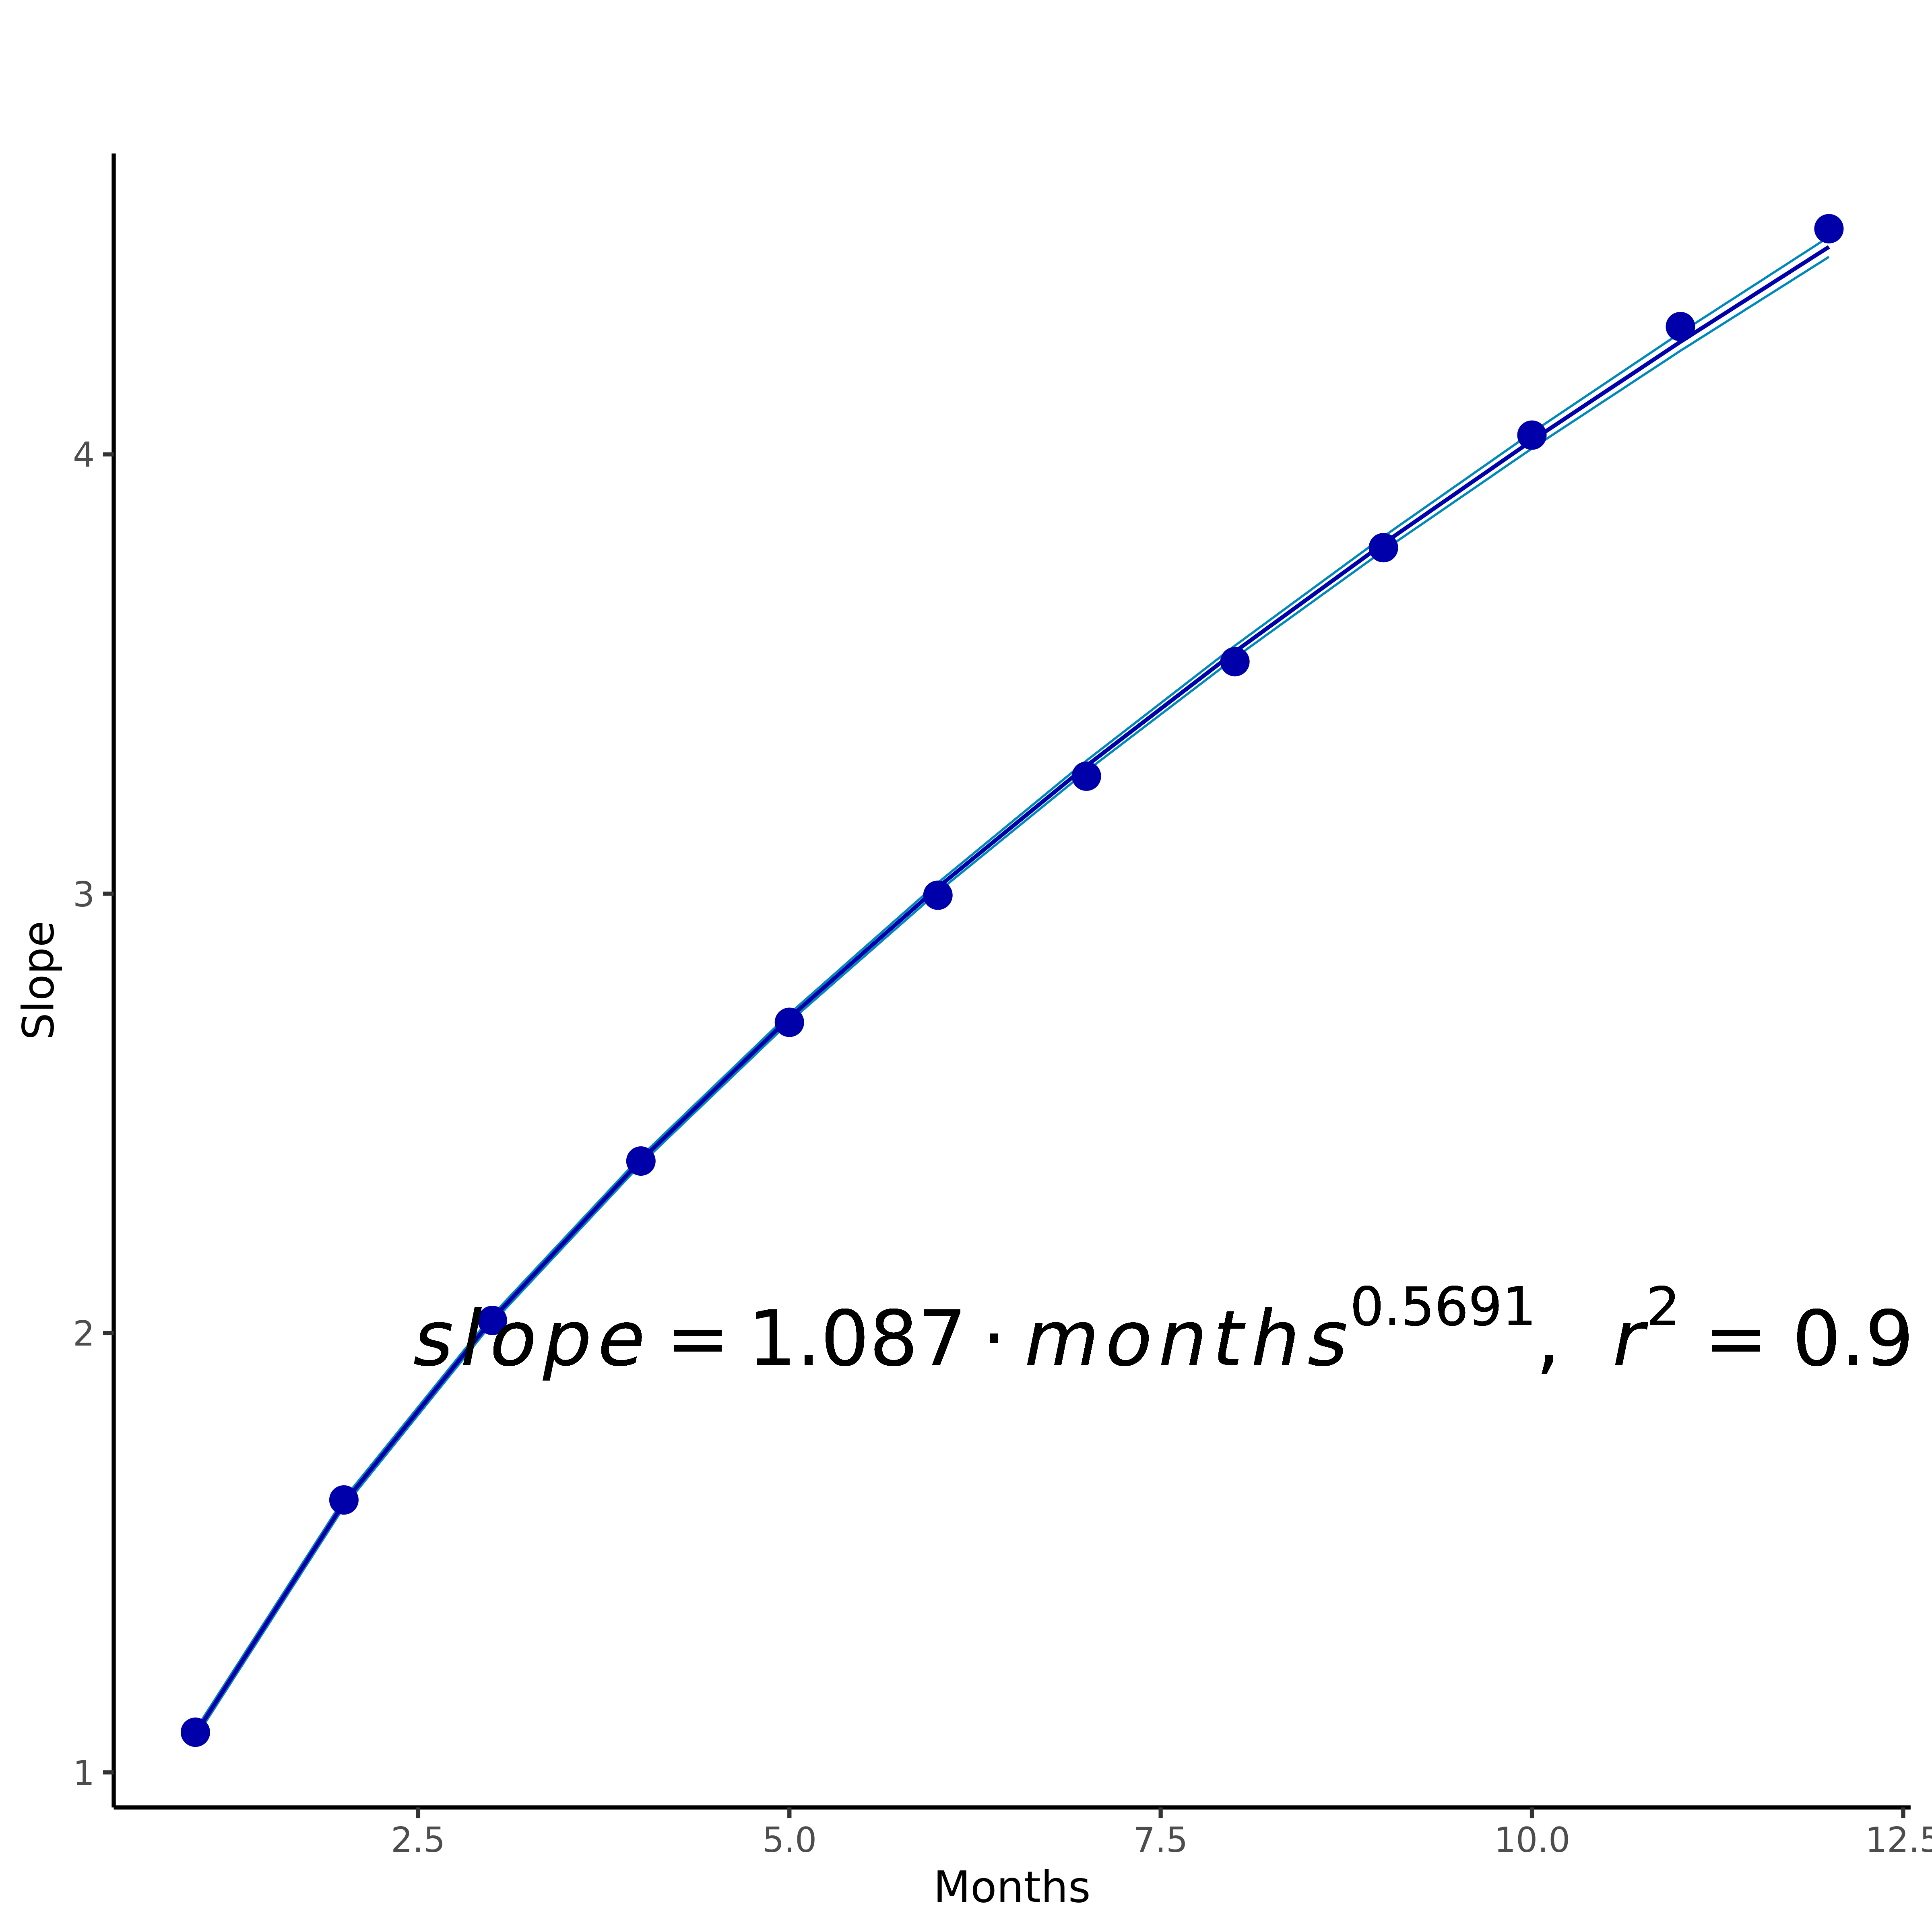 4
3
Slope
slope = 1.087 · months^0.5691, r^2 = 0.9
2
1
2.5 5.0 7.5 10.0 12.5
Months